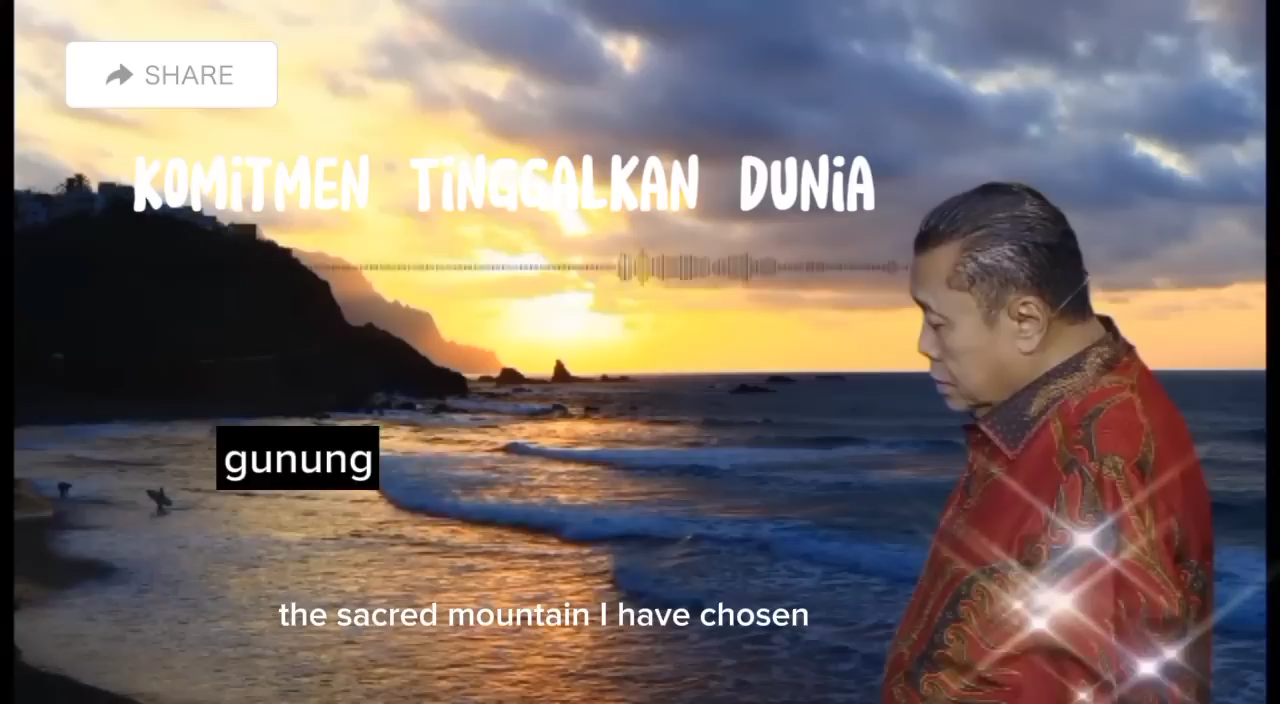 SHARE
KOMiTMEN TiNGGALKAN DUNiA
gunung
the sacred mountain I have chosen